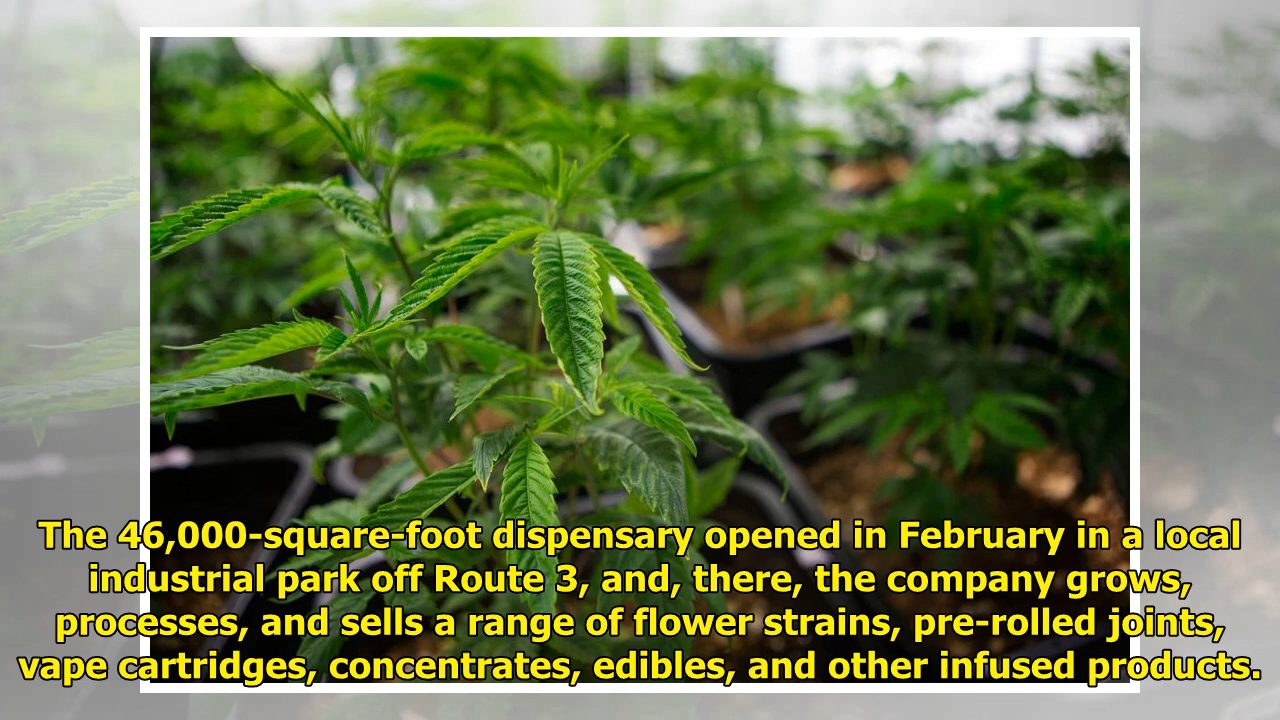 The 46,000-square-foot dispensary opened in February in a local
industrial park off Route 3, and, there, the company grows,
processes, and sells a range of flower strains, pre-rolled joints,
vape cartridges, concentrates, edibles, and other infused products.